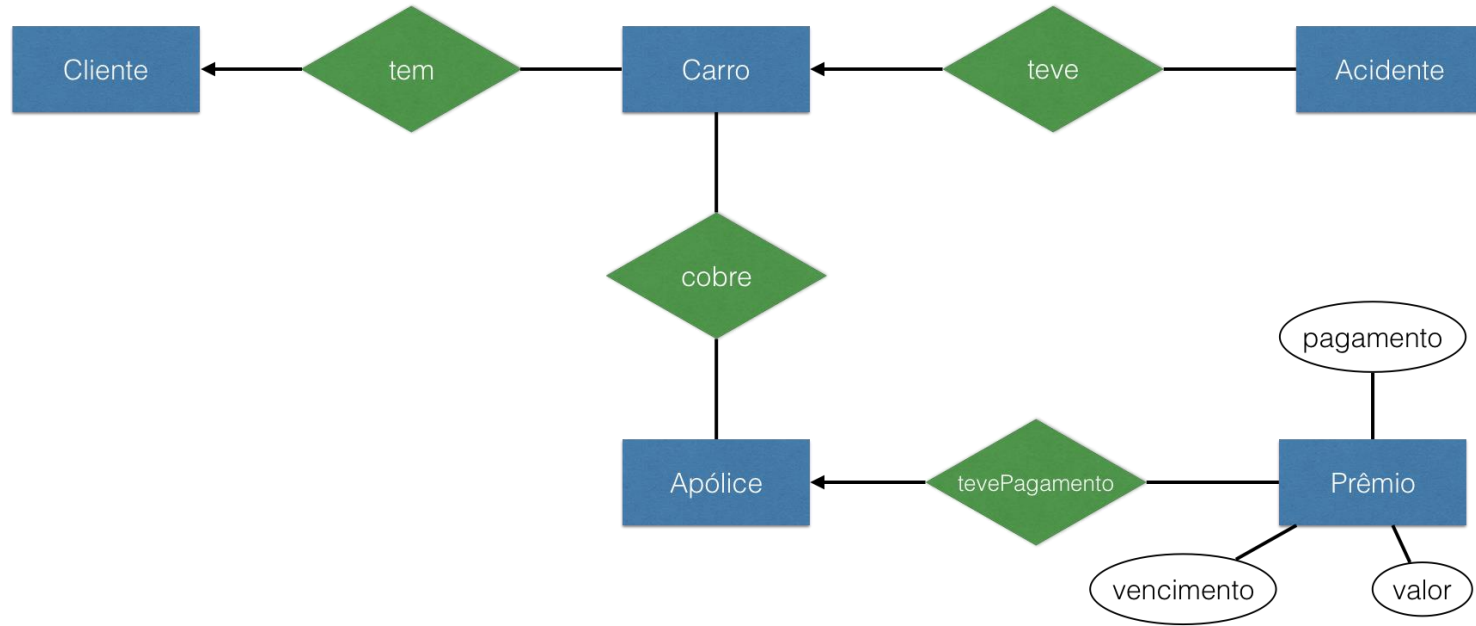 Cliente
tem
Carro
teve
Acidente
cobre
pagamento
Apólice
tevePagamento
Prêmio
vencimento
valor